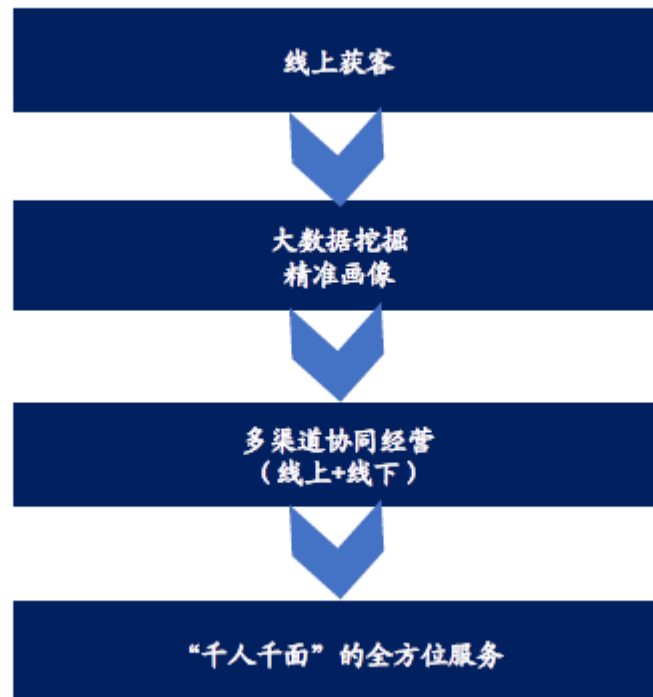 线上获客
大数据挖掘
精准画像
多渠道协同经营
（线上+线下）
“千人千面”的全方位服务